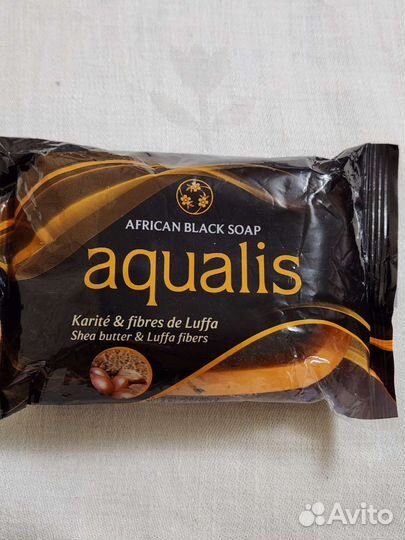 AFRICAN BLACK SOAP
aqualis
Karité & fibres de Luffa
Shea butter & Luffa fibers
Avito